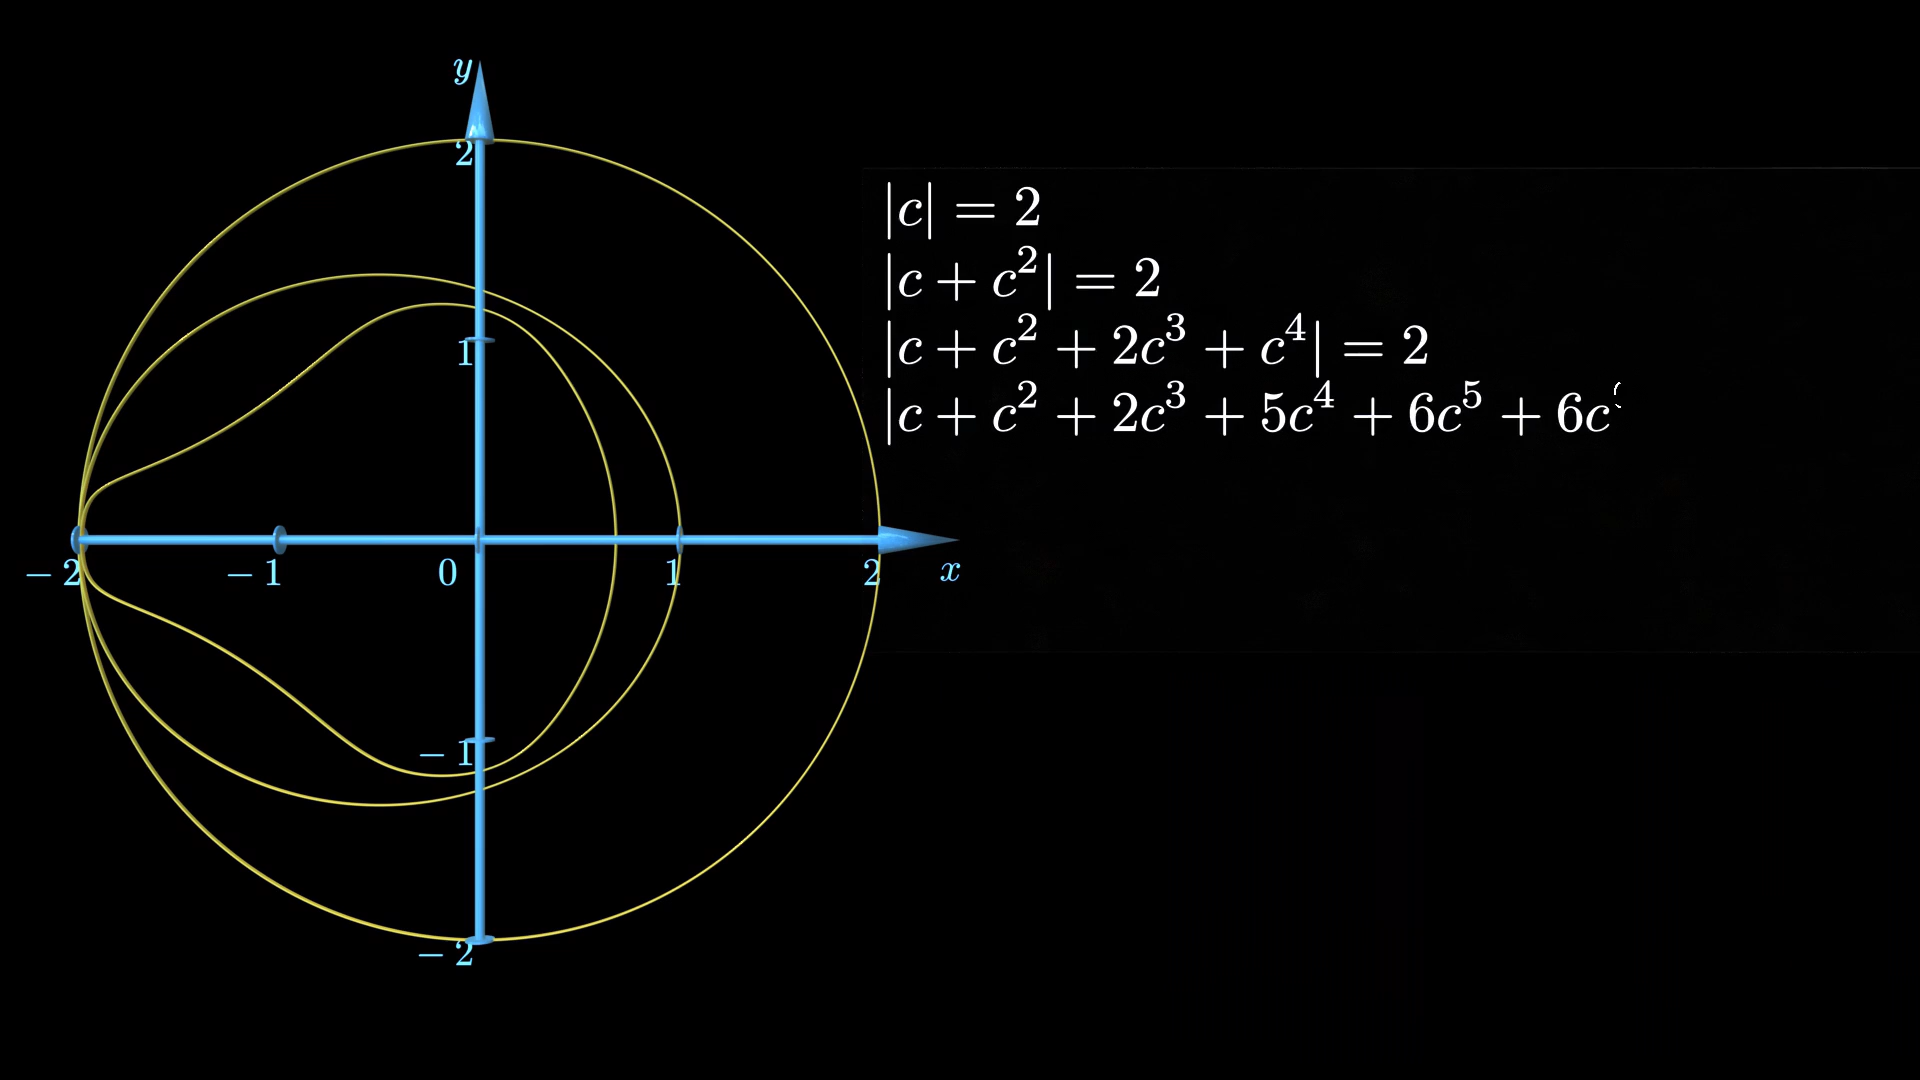 y
2
|c| = 2
|c + c²| = 2
1
|c + c² + 2c³ + c⁴| = 2
|c + c² + 2c³ + 5c⁴ + 6c⁵ + 6c
− 2 − 1 0 1 2 x
− 1
− 2